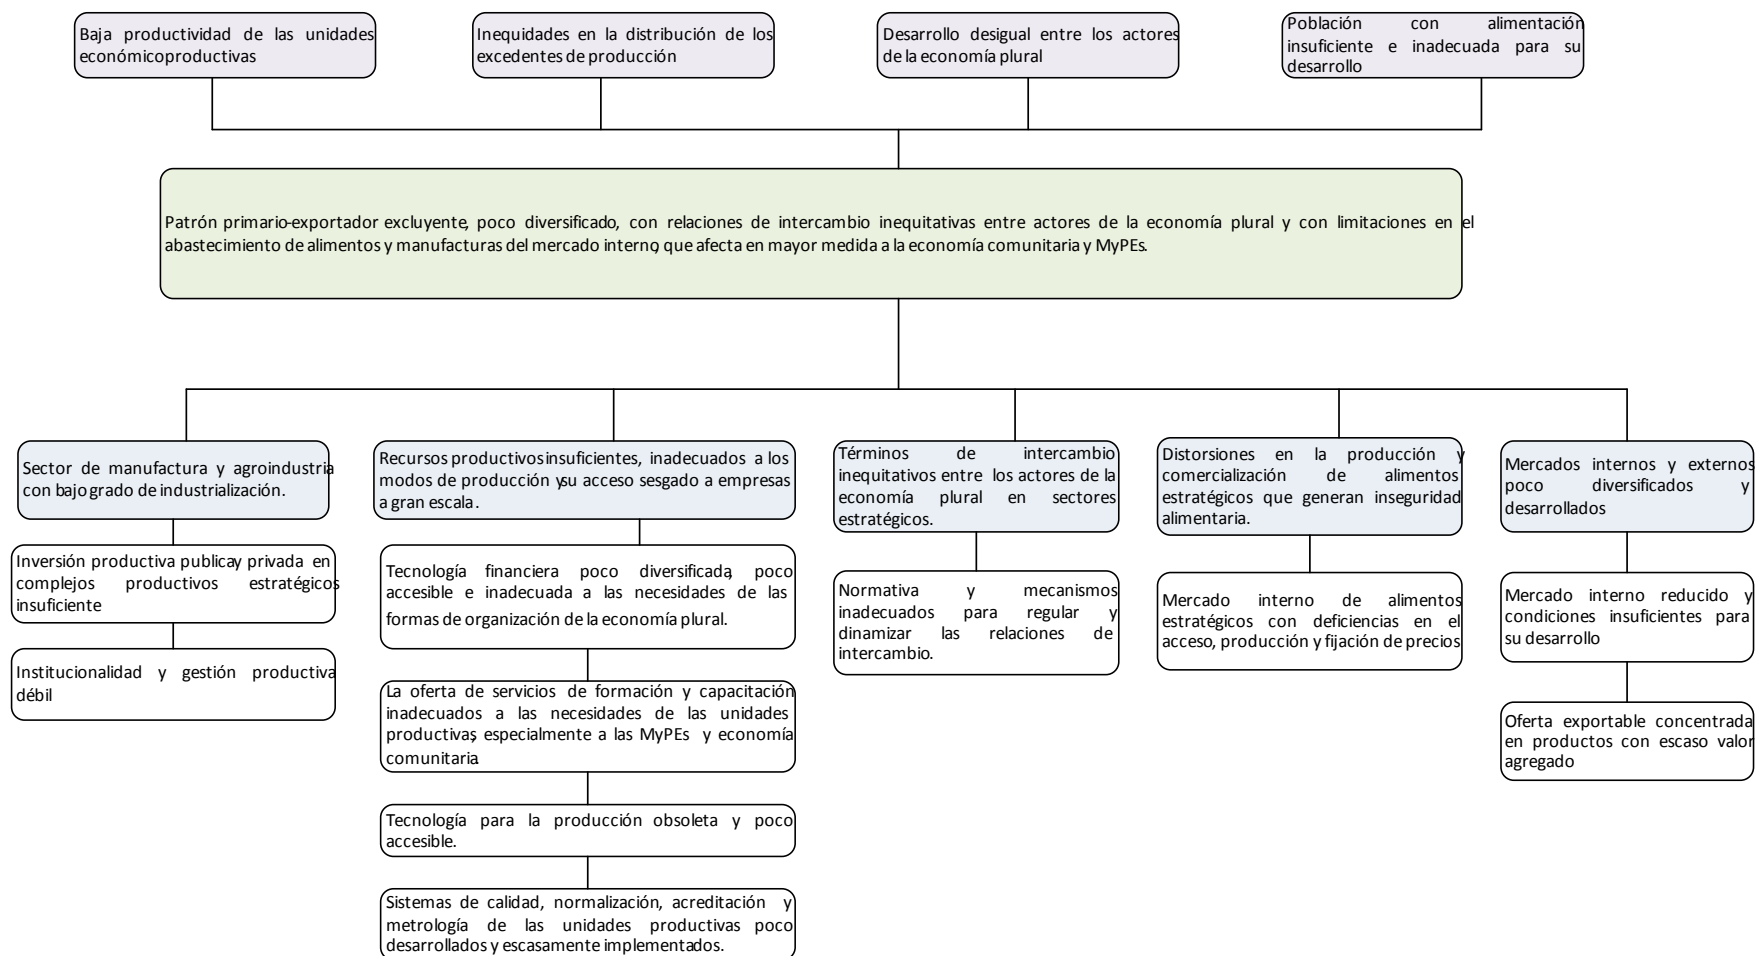 Baja productividad de las unidades
económicoproductivas
Inequidades en la distribución de los
excedentes de producción
Desarrollo desigual entre los actores
de la economía plural
Población con alimentación
insuficiente e inadecuada para su
desarrollo
Patrón primario-exportador excluyente, poco diversificado, con relaciones de intercambio inequitativas entre actores de la economía plural y con limitaciones en el
abastecimiento de alimentos y manufacturas del mercado interno, que afecta en mayor medida a la economía comunitaria y MyPEs.
Sector de manufactura y agroindustria
con bajo grado de industrialización.
Inversión productiva publica y privada en
complejos productivos estratégicos
insuficiente
Institucionalidad y gestión productiva
débil
Recursos productivos insuficientes, inadecuados a los
modos de producción y su acceso sesgado a empresas
a gran escala.
Tecnología financiera poco diversificada, poco
accesible e inadecuada a las necesidades de las
formas de organización de la economía plural.
La oferta de servicios de formación y capacitación
inadecuados a las necesidades de las unidades
productivas, especialmente a las MyPEs y economía
comunitaria.
Tecnología para la producción obsoleta y poco
accesible.
Sistemas de calidad, normalización, acreditación y
metrología de las unidades productivas poco
desarrollados y escasamente implementados.
Términos de intercambio
inequitativos entre los actores de la
economía plural en sectores
estratégicos.
Normativa y mecanismos
inadecuados para regular y
dinamizar las relaciones de
intercambio.
Distorsiones en la producción y
comercialización de alimentos
estratégicos que generan inseguridad
alimentaria.
Mercado interno de alimentos
estratégicos con deficiencias en el
acceso, producción y fijación de precios
Mercados internos y externos
poco diversificados y
desarrollados
Mercado interno reducido y
condiciones insuficientes para
su desarrollo
Oferta exportable concentrada
en productos con escaso valor
agregado